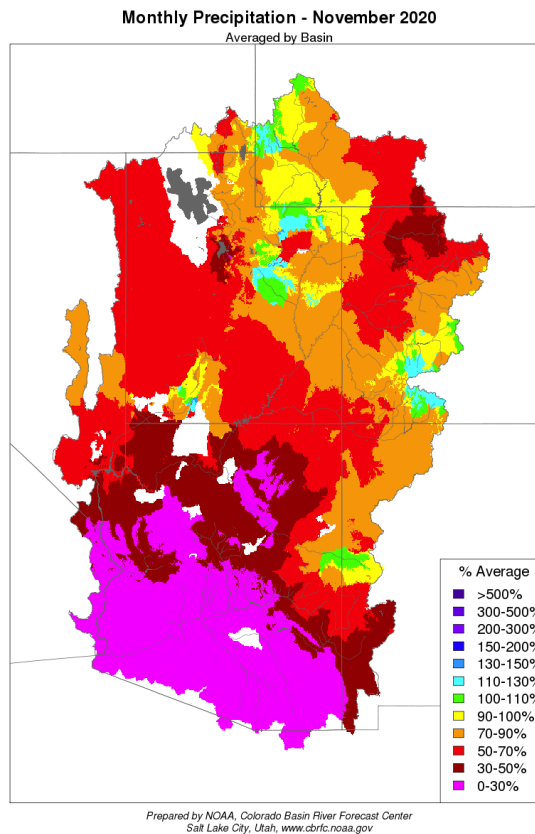 Monthly Precipitation - November 2020
Averaged by Basin
% Average
>500%
300-500%
200-300%
150-200%
130-150%
110-130%
100-110%
90-100%
70-90%
50-70%
30-50%
0-30%
Prepared by NOAA, Colorado Basin River Forecast Center
Salt Lake City, Utah, www.cbrfc.noaa.gov